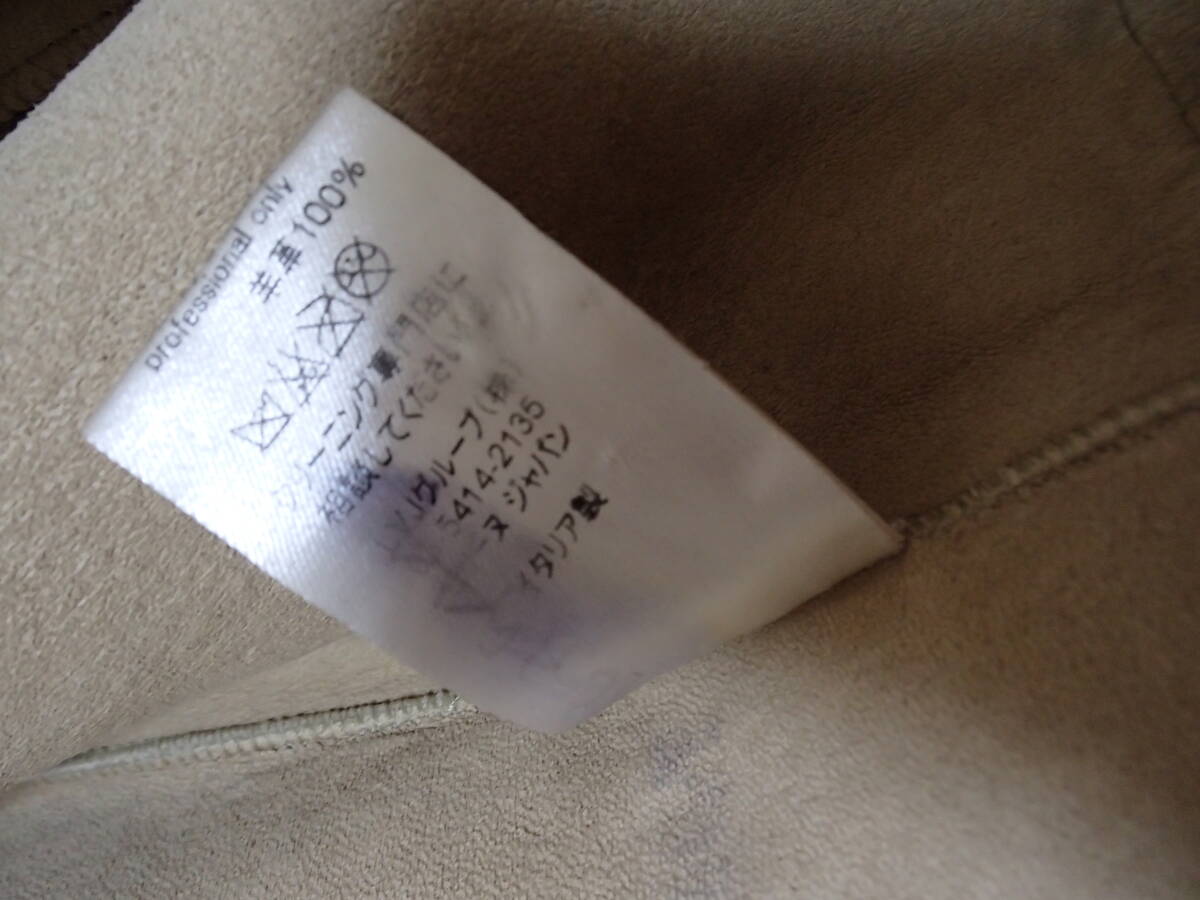 professional only
羊革100%
クリーニング専門店に
相談してください
グループ(株)
5414-2135
ーヌ ジャパン
イタリア製